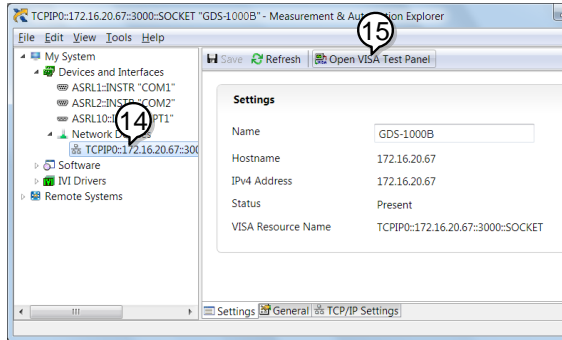 TCPIP0::172.16.20.67::3000::SOCKET "GDS-1000B" - Measurement & Explorer
15
File Edit View Tools Help
My System
Devices and Interfaces
ASRL1::INSTR "COM1"
ASRL2::INSTR "COM2"
ASRL10::
14
Network
TCPIP0::172.16.20.67::300
Software
IVI Drivers
Remote Systems
Save Refresh Open VISA Test Panel
Settings
Name GDS-1000B
Hostname 172.16.20.67
IPv4 Address 172.16.20.67
Status Present
VISA Resource Name TCPIP0::172.16.20.67::3000::SOCKET
Settings General TCP/IP Settings